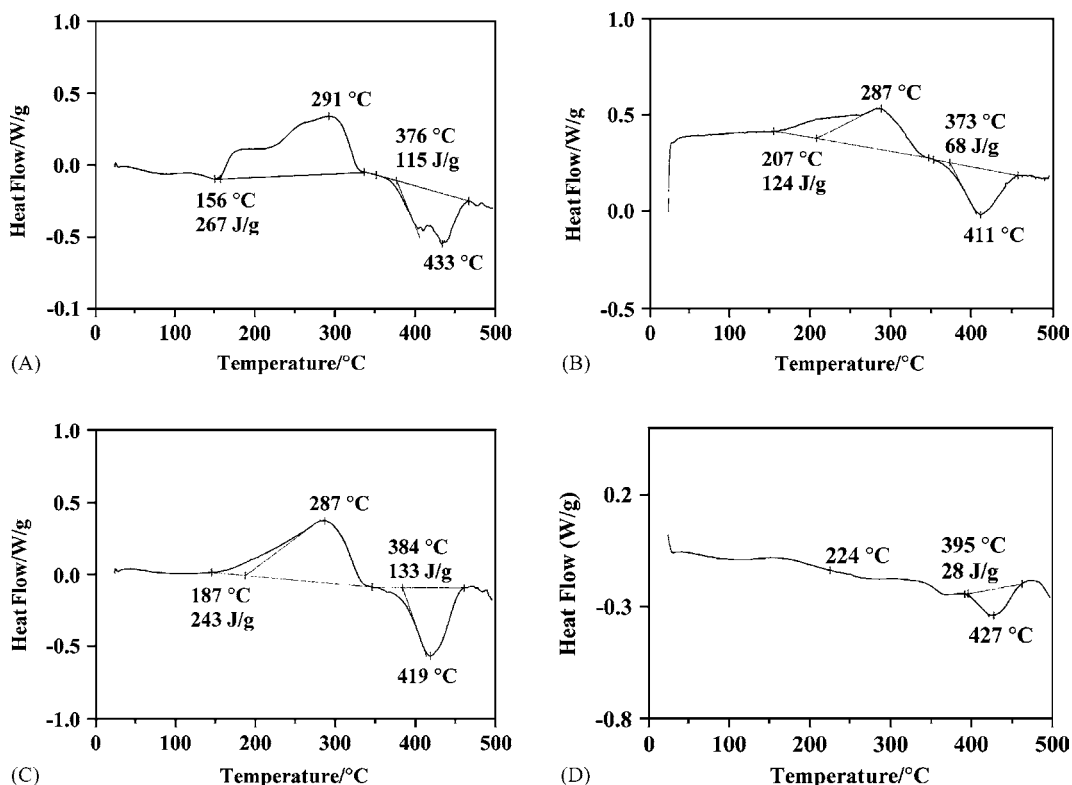 1.0
0.5
0.0
-0.5
-0.1
Heat Flow/W/g
291 °C
376 °C
115 J/g
156 °C
267 J/g
433 °C
0 100 200 300 400 500
Temperature/°C
(A)
1.0
0.5
0.0
-0.5
Heat Flow/W/g
287 °C
373 °C
68 J/g
207 °C
124 J/g
411 °C
0 100 200 300 400 500
Temperature/°C
(B)
1.0
0.5
0.0
-0.5
-1.0
Heat Flow/W/g
287 °C
384 °C
133 J/g
187 °C
243 J/g
419 °C
0 100 200 300 400 500
Temperature/°C
(C)
0.2
-0.3
-0.8
Heat Flow (W/g)
224 °C
395 °C
28 J/g
427 °C
0 100 200 300 400 500
Temperature/°C
(D)